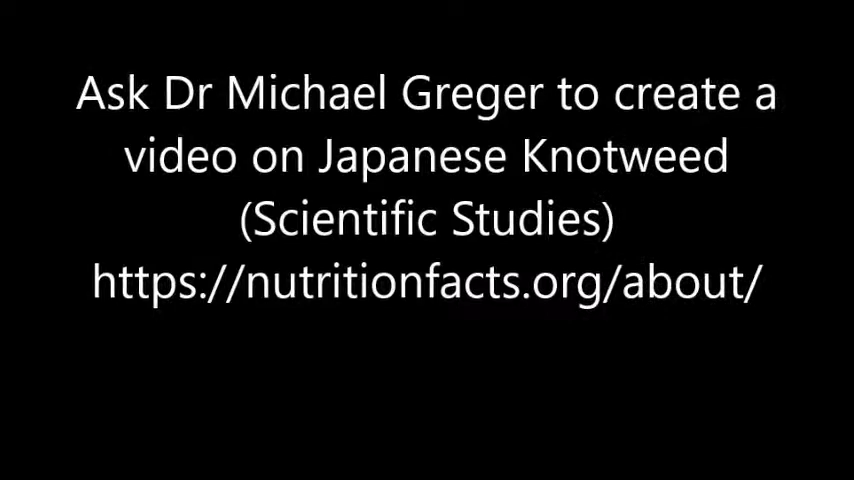 Ask Dr Michael Greger to create a
video on Japanese Knotweed
(Scientific Studies)
https://nutritionfacts.org/about/